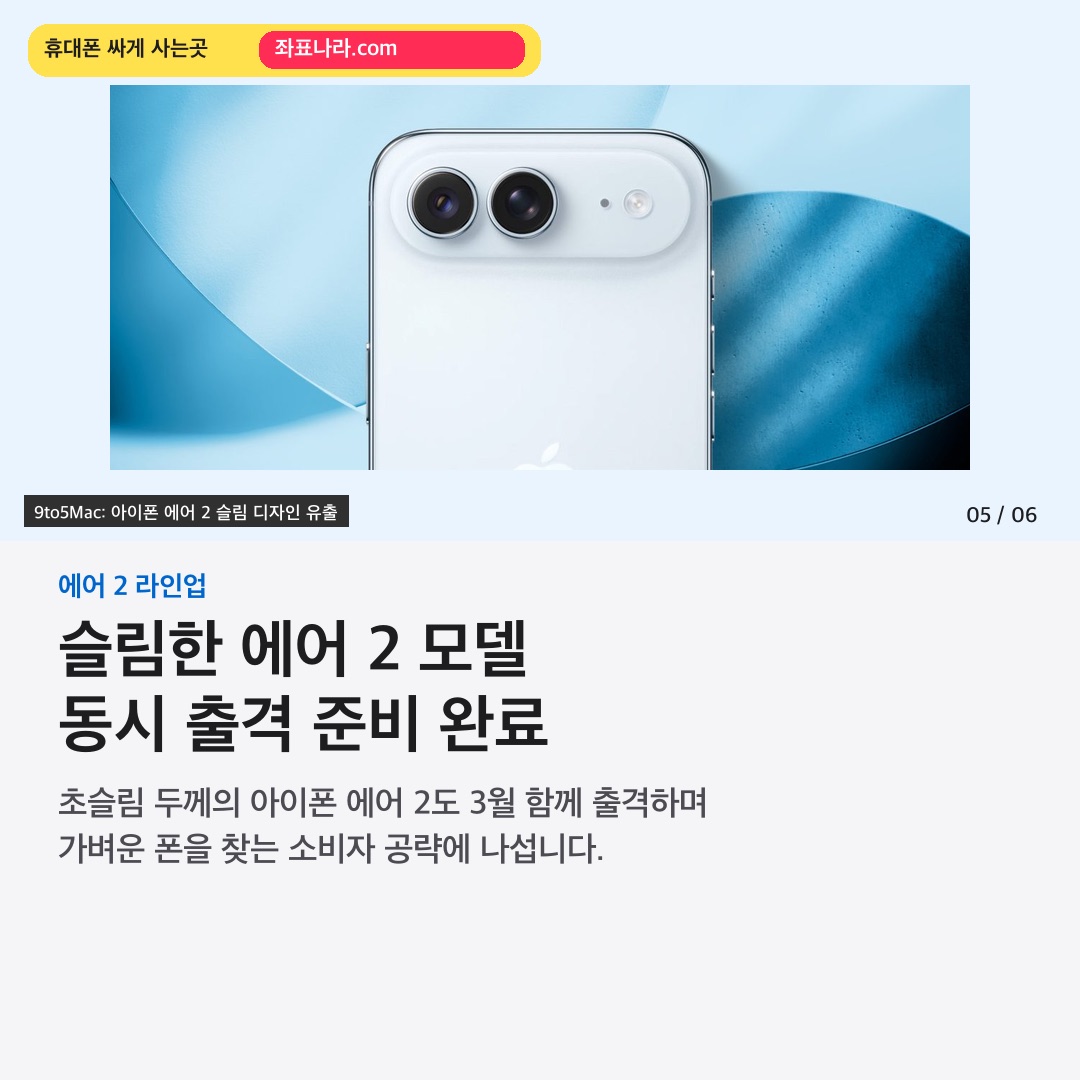 휴대폰 싸게 사는곳 좌표나라.com
9to5Mac: 아이폰 에어 2 슬림 디자인 유출
05 / 06
에어 2 라인업
슬림한 에어 2 모델
동시 출격 준비 완료
초슬림 두께의 아이폰 에어 2도 3월 함께 출격하며
가벼운 폰을 찾는 소비자 공략에 나섭니다.